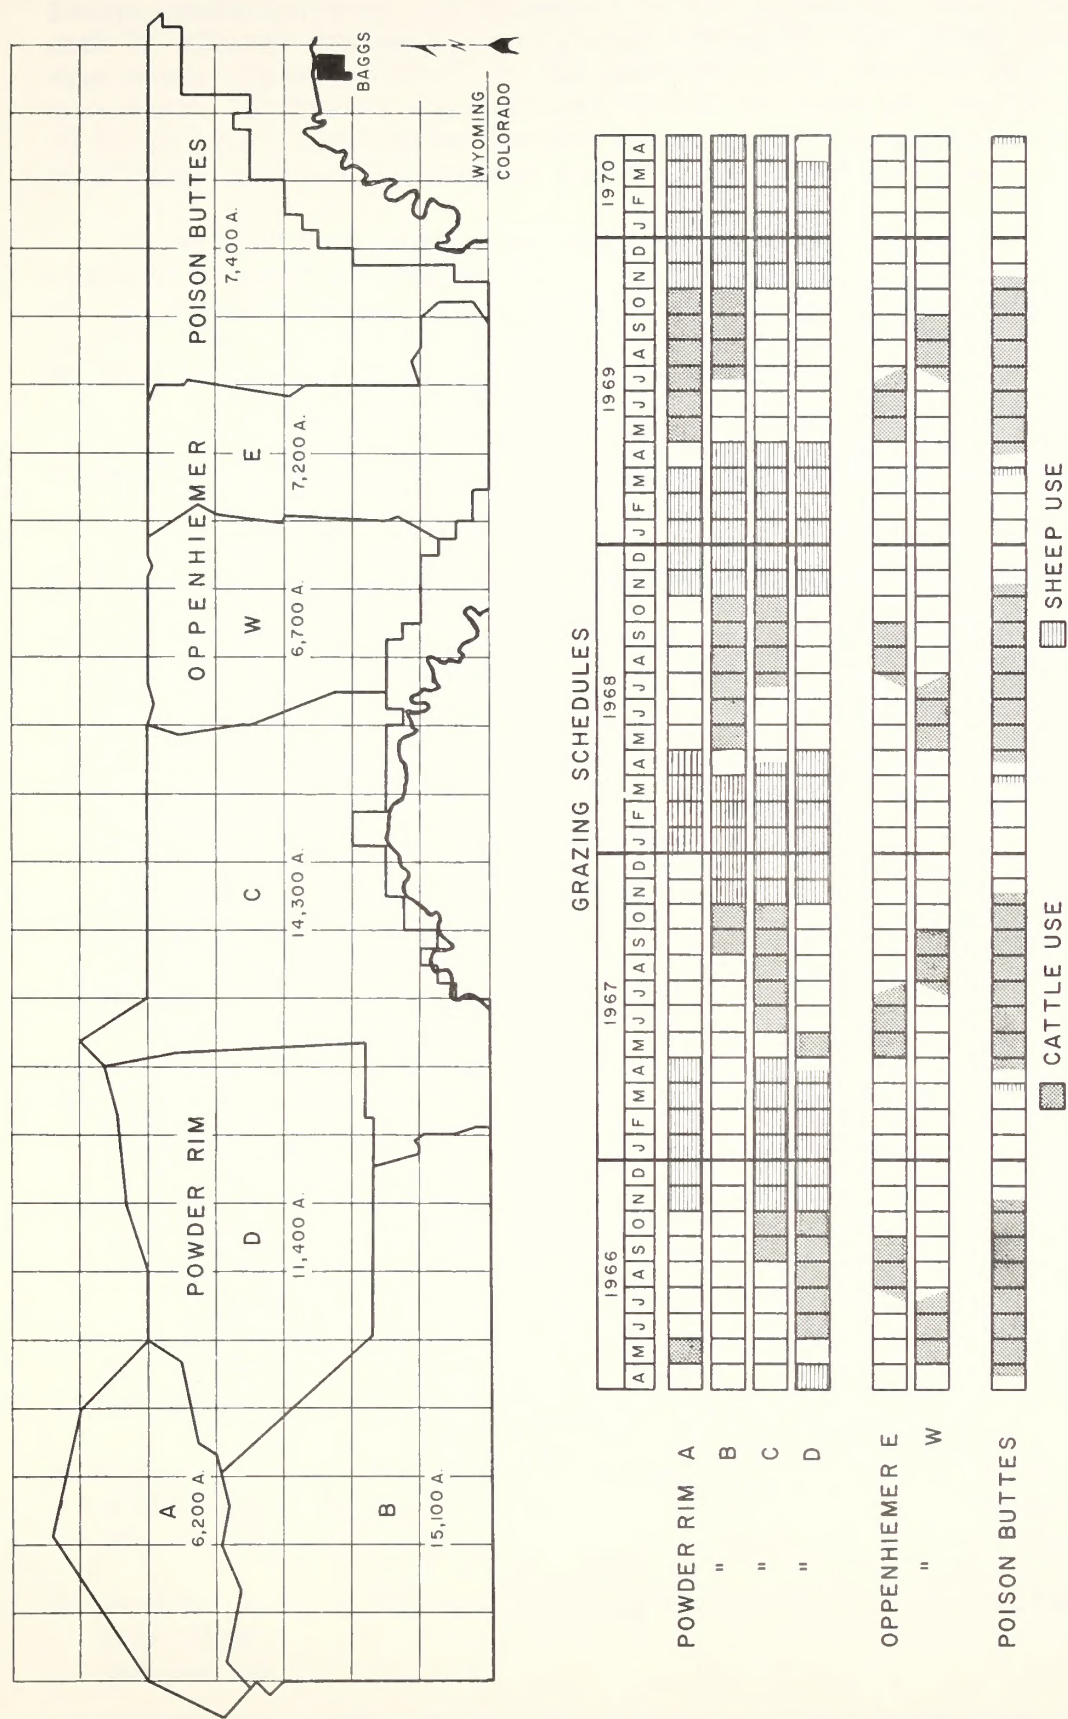 POWDER RIM
OPPENHIEMER
POISON BUTTES
A
6,200 A.
D
11,400 A.
C
14,300 A.
W
6,700 A.
E
7,200 A.
7,400 A.
B
15,100 A.
BAGGS
N
WYOMING
COLORADO
GRAZING SCHEDULES
1966 1967 1968 1969 1970
A M J J A S O N D J F M A M J J A S O N D J F M A M J J A S O N D J F M A M J J A S O N D J F M A
POWDER RIM A
" B
" C
" D
OPPENHIEMER E
" W
POISON BUTTES
CATTLE USE
SHEEP USE